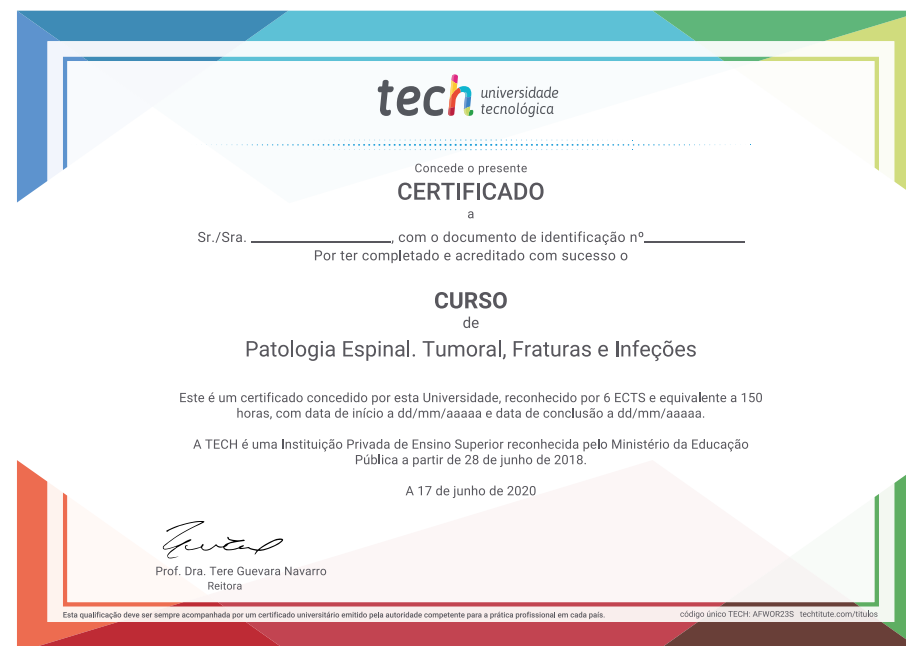 tech universidade
tecnológica
Concede o presente
CERTIFICADO
a
Sr./Sra. ____________________, com o documento de identificação nº______________
Por ter completado e acreditado com sucesso o
CURSO
de
Patologia Espinal. Tumoral, Fraturas e Infeções
Este é um certificado concedido por esta Universidade, reconhecido por 6 ECTS e equivalente a 150
horas, com data de início a dd/mm/aaaaa e data de conclusão a dd/mm/aaaaa.
A TECH é uma Instituição Privada de Ensino Superior reconhecida pelo Ministério da Educação
Pública a partir de 28 de junho de 2018.
A 17 de junho de 2020
Prof. Dra. Tere Guevara Navarro
Reitora
Esta qualificação deve ser sempre acompanhada por um certificado universitário emitido pela autoridade competente para a prática profissional em cada país. código único TECH: AFWOR23S techtitute.com/titulos